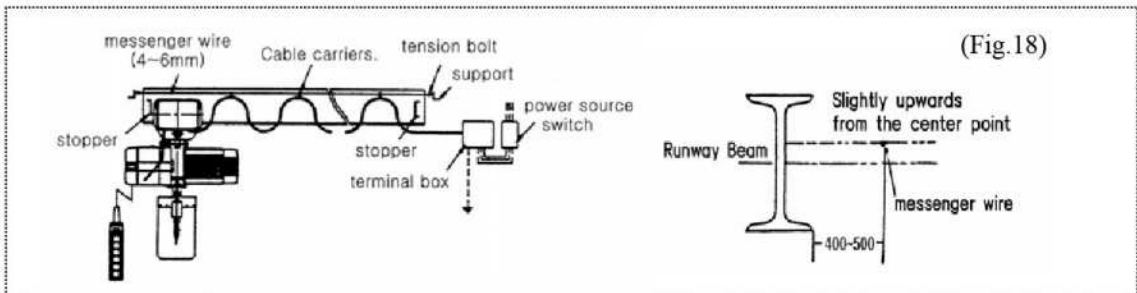 messenger wire
(4~6mm)
Cable carriers.
tension bolt
support
power source
switch
stopper
stopper
terminal box
(Fig.18)
Slightly upwards
from the center point
Runway Beam
messenger wire
400~500